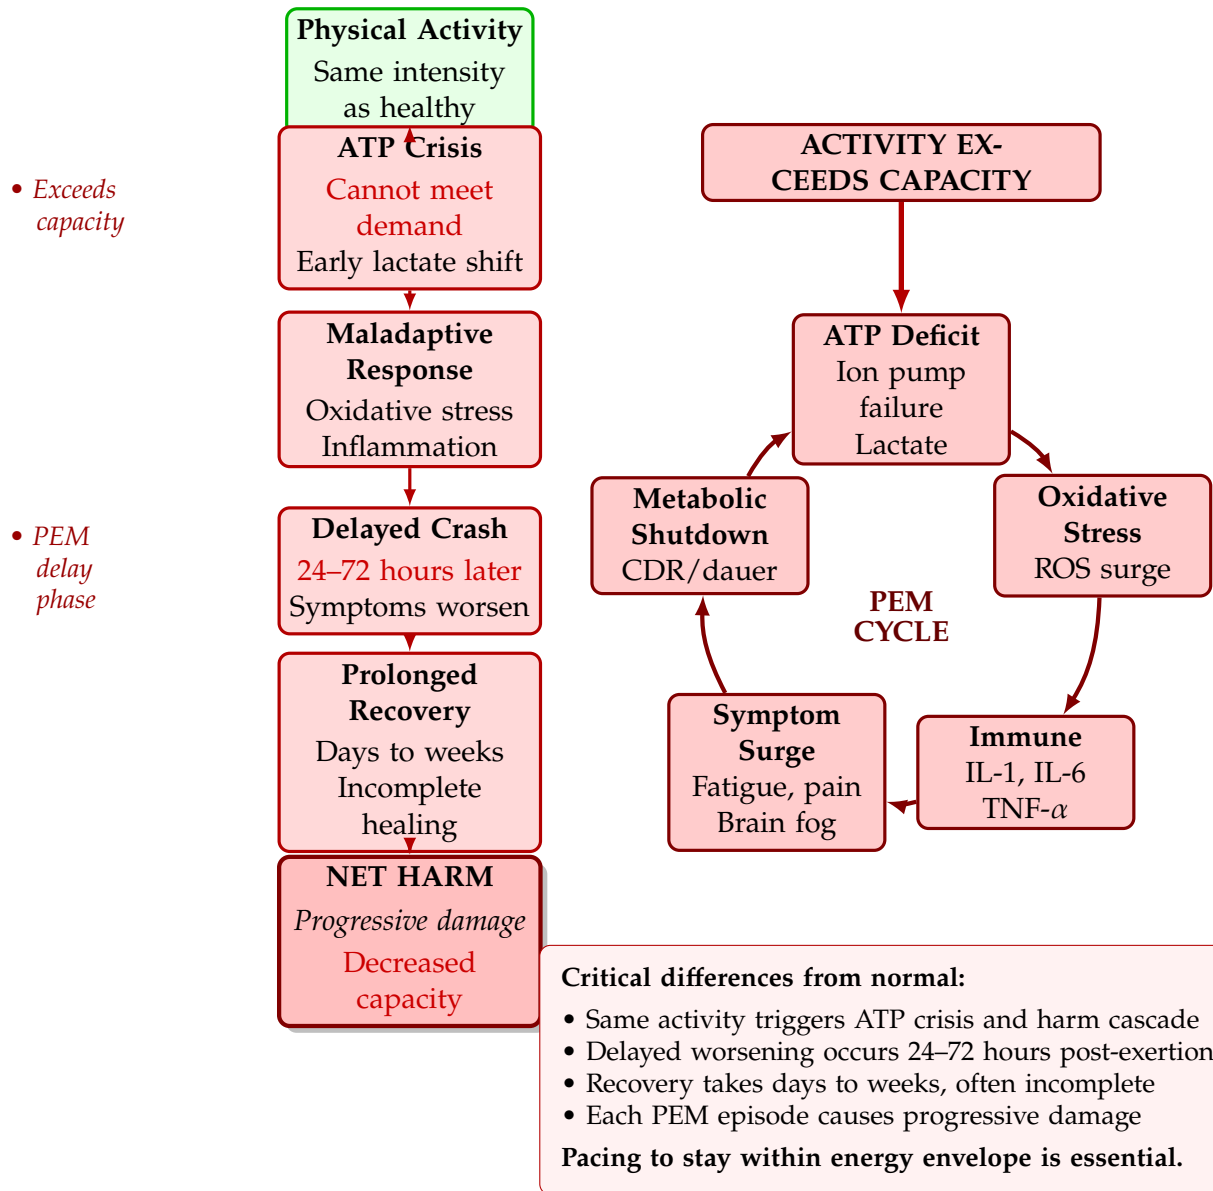 Physical Activity
Same intensity
as healthy
ATP Crisis
Cannot meet
demand
Early lactate shift
• Exceeds
capacity
Maladaptive
Response
Oxidative stress
Inflammation
Delayed Crash
24–72 hours later
Symptoms worsen
• PEM
delay
phase
Prolonged
Recovery
Days to weeks
Incomplete
healing
NET HARM
Progressive damage
Decreased
capacity
ACTIVITY EX-
CEEDS CAPACITY
ATP Deficit
Ion pump
failure
Lactate
Oxidative
Stress
ROS surge
Immune
IL-1, IL-6
TNF-α
Symptom
Surge
Fatigue, pain
Brain fog
Metabolic
Shutdown
CDR/dauer
PEM
CYCLE
Critical differences from normal:
• Same activity triggers ATP crisis and harm cascade
• Delayed worsening occurs 24–72 hours post-exertion
• Recovery takes days to weeks, often incomplete
• Each PEM episode causes progressive damage
Pacing to stay within energy envelope is essential.